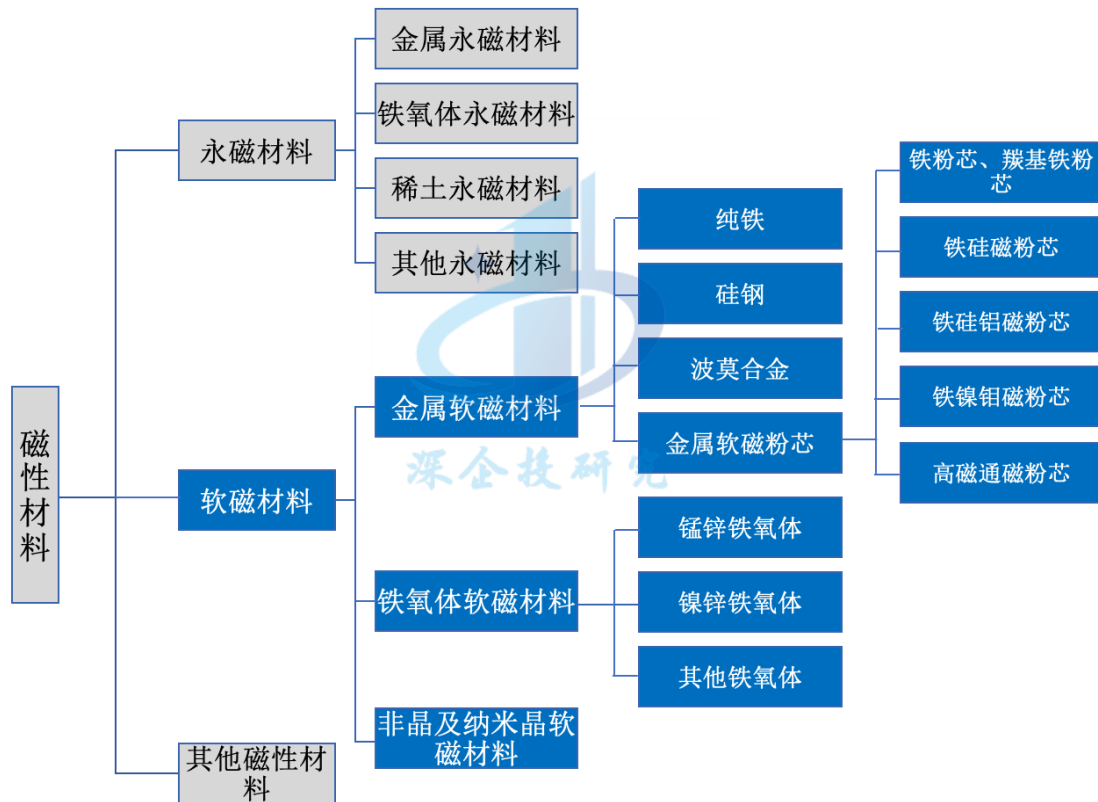 磁
性
材
料
永磁材料
金属永磁材料
铁氧体永磁材料
稀土永磁材料
其他永磁材料
软磁材料
金属软磁材料
纯铁
硅钢
波莫合金
金属软磁粉芯
铁粉芯、羰基铁粉
芯
铁硅磁粉芯
铁硅铝磁粉芯
铁镍钼磁粉芯
高磁通磁粉芯
铁氧体软磁材料
锰锌铁氧体
镍锌铁氧体
其他铁氧体
非晶及纳米晶软
磁材料
其他磁性材
料
深企投研究